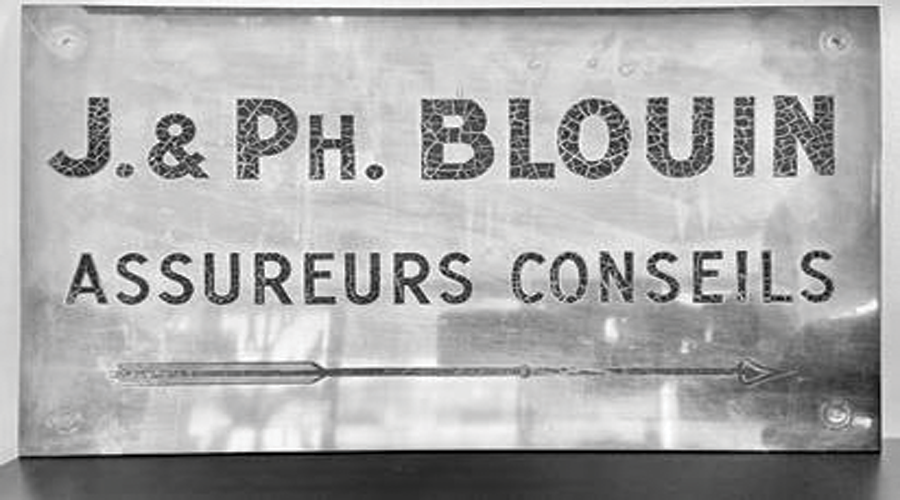 J. & PH. BLOUIN
ASSUREURS CONSEILS